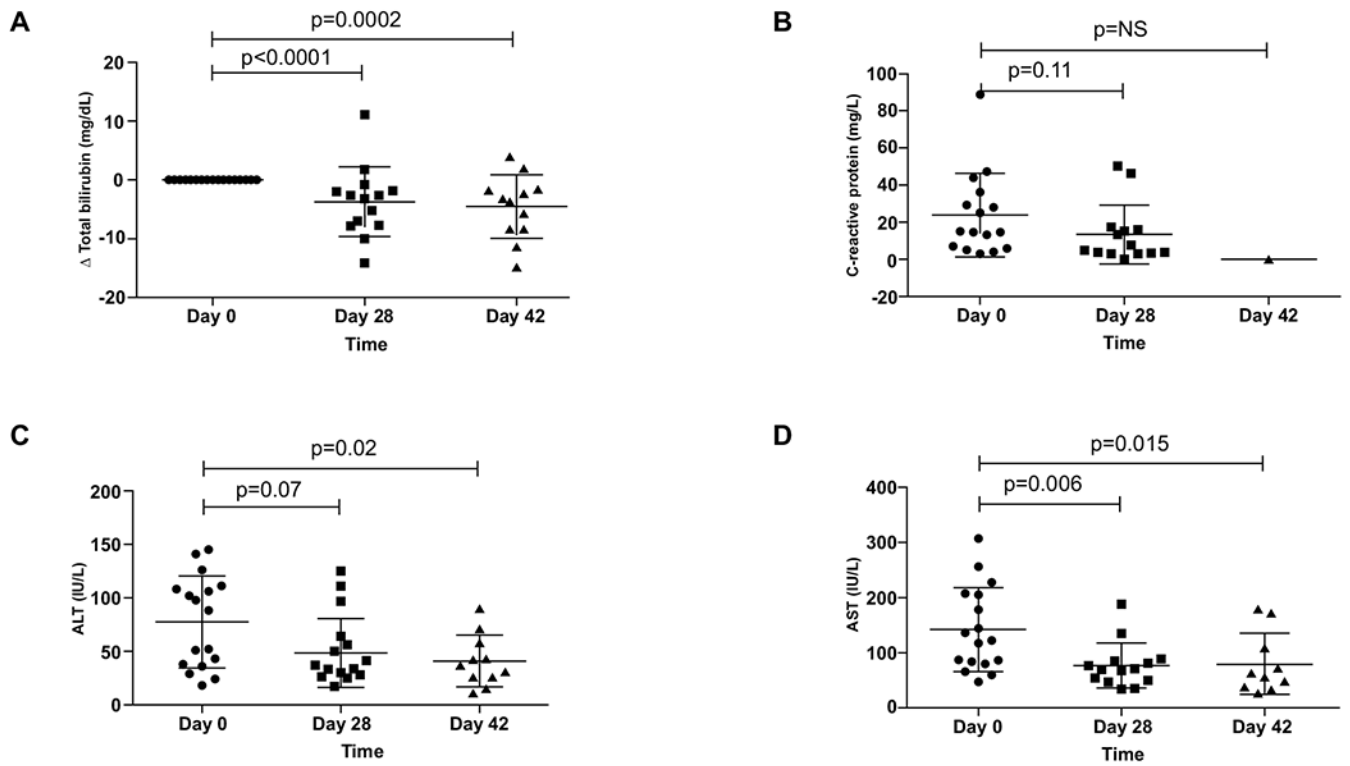 A
p=0.0002
p<0.0001
Δ Total bilirubin (mg/dL)
20
10
0
-10
-20
Day 0
Day 28
Day 42
Time
B
p=NS
p=0.11
C-reactive protein (mg/L)
100
80
60
40
20
0
-20
Day 0
Day 28
Day 42
Time
C
p=0.02
p=0.07
ALT (IU/L)
200
150
100
50
0
Day 0
Day 28
Day 42
Time
D
p=0.015
p=0.006
AST (IU/L)
400
300
200
100
0
Day 0
Day 28
Day 42
Time